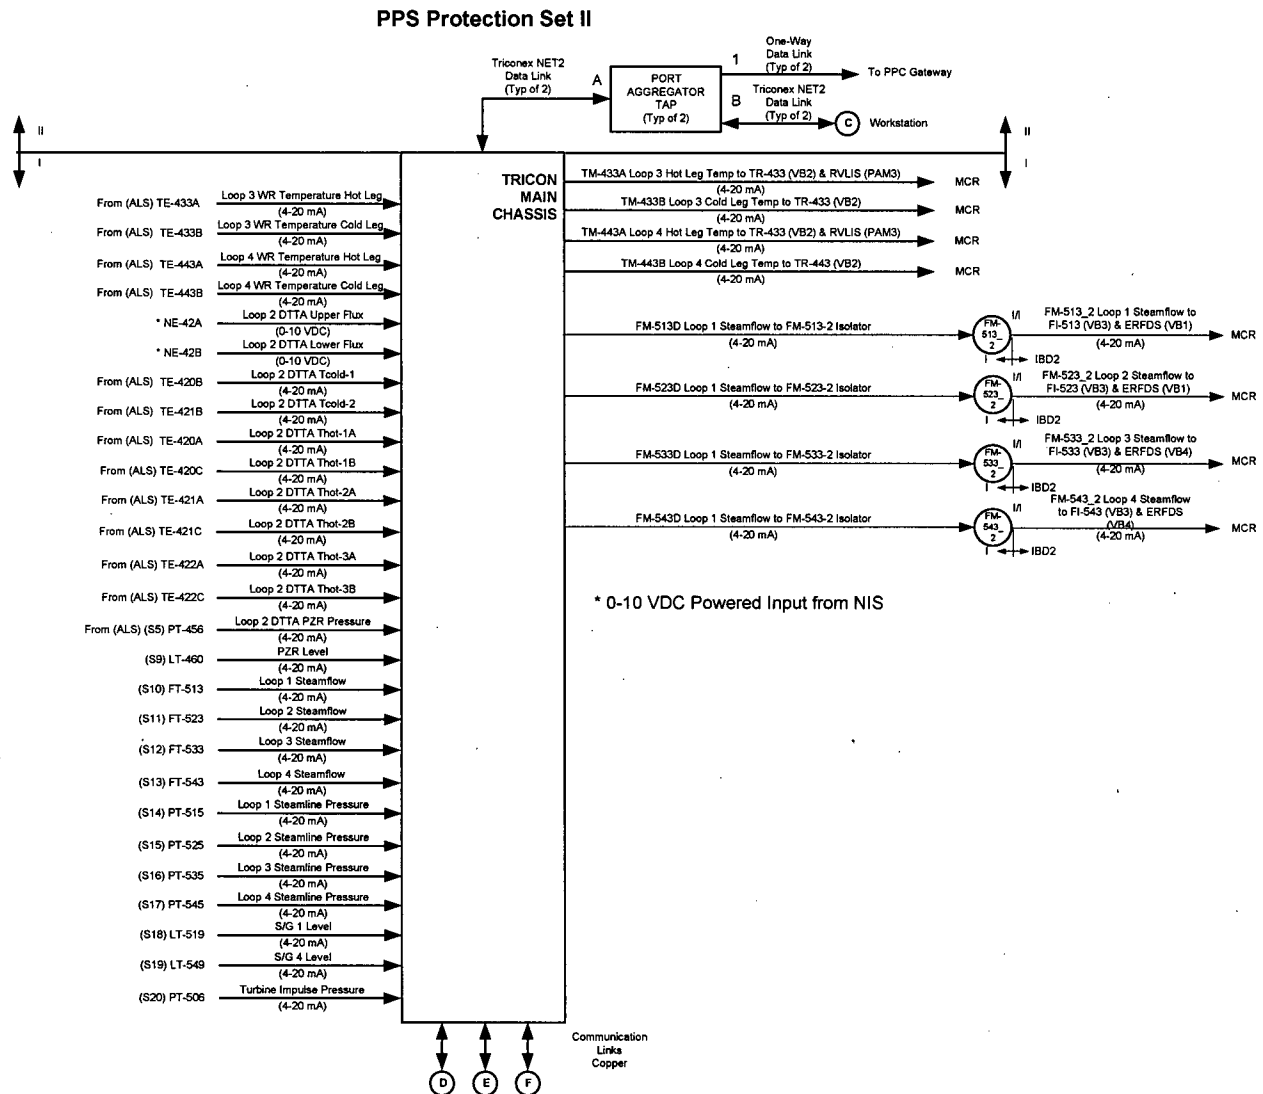 PPS Protection Set II
Triconex NET2
Data Link
(Typ of 2)
A
PORT
AGGREGATOR
TAP
(Typ of 2)
1
One-Way
Data Link
(Typ of 2)
To PPC Gateway
B
Triconex NET2
Data Link
(Typ of 2)
C
Workstation
II
I
II
I
TRICON
MAIN
CHASSIS
From (ALS) TE-433A
Loop 3 WR Temperature Hot Leg
(4-20 mA)
From (ALS) TE-433B
Loop 3 WR Temperature Cold Leg
(4-20 mA)
From (ALS) TE-443A
Loop 4 WR Temperature Hot Leg
(4-20 mA)
From (ALS) TE-443B
Loop 4 WR Temperature Cold Leg
(4-20 mA)
* NE-42A
Loop 2 DTTA Upper Flux
(0-10 VDC)
* NE-42B
Loop 2 DTTA Lower Flux
(0-10 VDC)
From (ALS) TE-420B
Loop 2 DTTA Tcold-1
(4-20 mA)
From (ALS) TE-421B
Loop 2 DTTA Tcold-2
(4-20 mA)
From (ALS) TE-420A
Loop 2 DTTA Thot-1A
(4-20 mA)
From (ALS) TE-420C
Loop 2 DTTA Thot-1B
(4-20 mA)
From (ALS) TE-421A
Loop 2 DTTA Thot-2A
(4-20 mA)
From (ALS) TE-421C
Loop 2 DTTA Thot-2B
(4-20 mA)
From (ALS) TE-422A
Loop 2 DTTA Thot-3A
(4-20 mA)
From (ALS) TE-422C
Loop 2 DTTA Thot-3B
(4-20 mA)
From (ALS) (S5) PT-456
Loop 2 DTTA PZR Pressure
(4-20 mA)
(S9) LT-460
PZR Level
(4-20 mA)
(S10) FT-513
Loop 1 Steamflow
(4-20 mA)
(S11) FT-523
Loop 2 Steamflow
(4-20 mA)
(S12) FT-533
Loop 3 Steamflow
(4-20 mA)
(S13) FT-543
Loop 4 Steamflow
(4-20 mA)
(S14) PT-515
Loop 1 Steamline Pressure
(4-20 mA)
(S15) PT-525
Loop 2 Steamline Pressure
(4-20 mA)
(S16) PT-535
Loop 3 Steamline Pressure
(4-20 mA)
(S17) PT-545
Loop 4 Steamline Pressure
(4-20 mA)
(S18) LT-519
S/G 1 Level
(4-20 mA)
(S19) LT-549
S/G 4 Level
(4-20 mA)
(S20) PT-506
Turbine Impulse Pressure
(4-20 mA)
TM-433A Loop 3 Hot Leg Temp to TR-433 (VB2) & RVLIS (PAM3)
(4-20 mA)
MCR
TM-433B Loop 3 Cold Leg Temp to TR-433 (VB2)
(4-20 mA)
MCR
TM-443A Loop 4 Hot Leg Temp to TR-433 (VB2) & RVLIS (PAM3)
(4-20 mA)
MCR
TM-443B Loop 4 Cold Leg Temp to TR-443 (VB2)
(4-20 mA)
MCR
FM-513D Loop 1 Steamflow to FM-513-2 Isolator
(4-20 mA)
FM-
513_
2
I/I
I
IBD2
FM-513_2 Loop 1 Steamflow to
FI-513 (VB3) & ERFDS (VB1)
(4-20 mA)
MCR
FM-523D Loop 1 Steamflow to FM-523-2 Isolator
(4-20 mA)
FM-
523_
2
I/I
I
IBD2
FM-523_2 Loop 2 Steamflow to
FI-523 (VB3) & ERFDS (VB1)
(4-20 mA)
MCR
FM-533D Loop 1 Steamflow to FM-533-2 Isolator
(4-20 mA)
FM-
533_
2
I/I
I
IBD2
FM-533_2 Loop 3 Steamflow to
FI-533 (VB3) & ERFDS (VB4)
(4-20 mA)
MCR
FM-543D Loop 1 Steamflow to FM-543-2 Isolator
(4-20 mA)
FM-
543_
2
I/I
I
IBD2
FM-543_2 Loop 4 Steamflow
to FI-543 (VB3) & ERFDS
(VB4)
(4-20 mA)
MCR
* 0-10 VDC Powered Input from NIS
Communication
Links
Copper
D
E
F